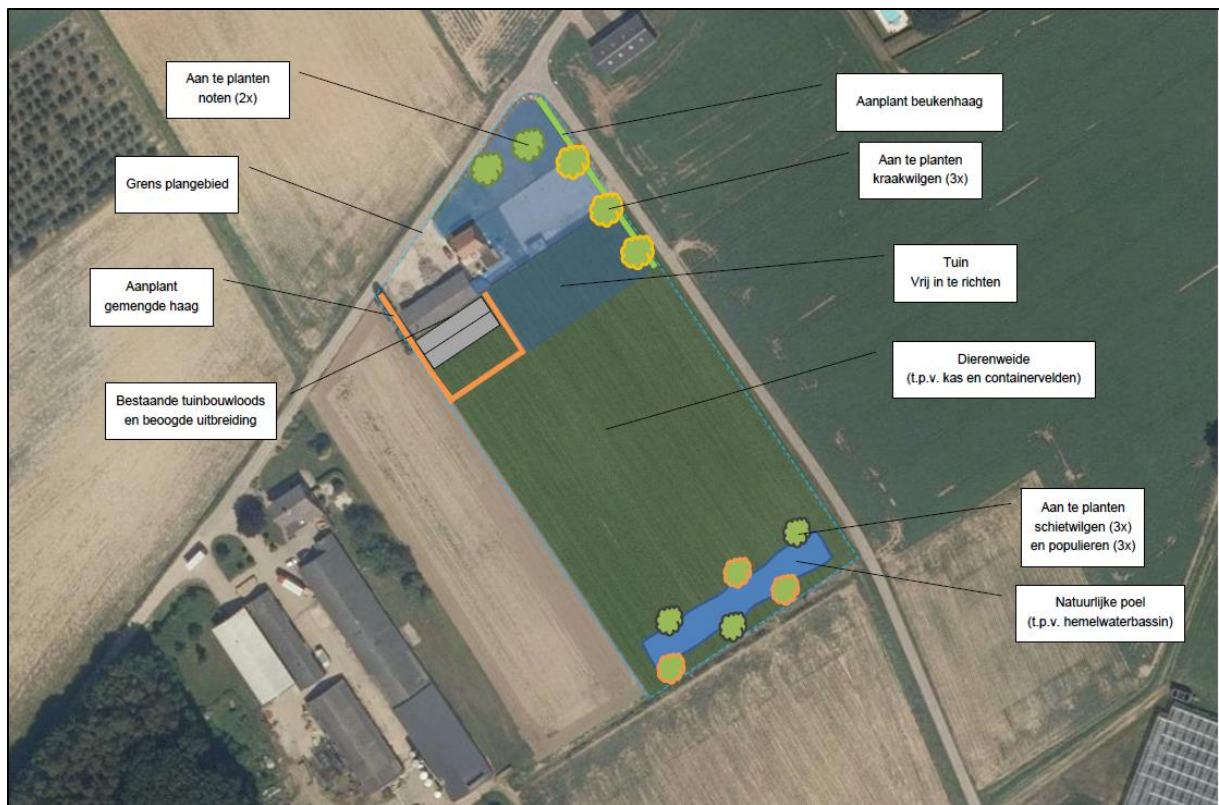 Aan te planten
noten (2x)
Grens plangebied
Aanplant
gemengde haag
Bestaande tuinbouwloods
en beoogde uitbreiding
Aanplant beukenhaag
Aan te planten
kraakwilgen (3x)
Tuin
Vrij in te richten
Dierenweide
(t.p.v. kas en containervelden)
Aan te planten
schietwilgen (3x)
en populieren (3x)
Natuurlijke poel
(t.p.v. hemelwaterbassin)